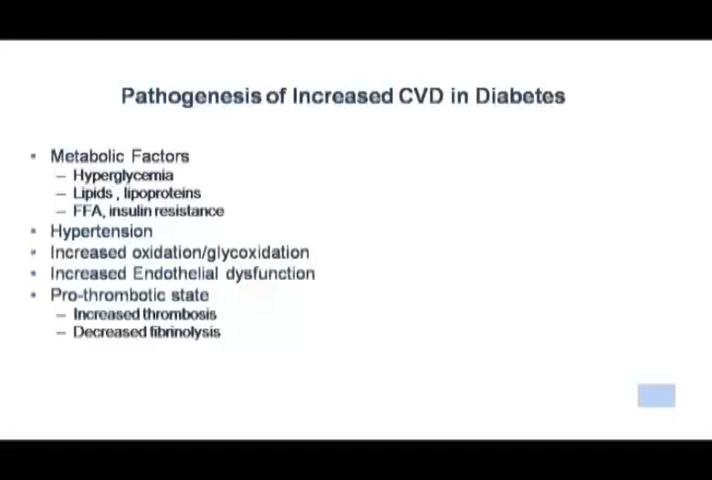 Pathogenesis of Increased CVD in Diabetes
• Metabolic Factors
– Hyperglycemia
– Lipids , lipoproteins
– FFA, insulin resistance
• Hypertension
• Increased oxidation/glycoxidation
• Increased Endothelial dysfunction
• Pro-thrombotic state
– Increased thrombosis
– Decreased fibrinolysis